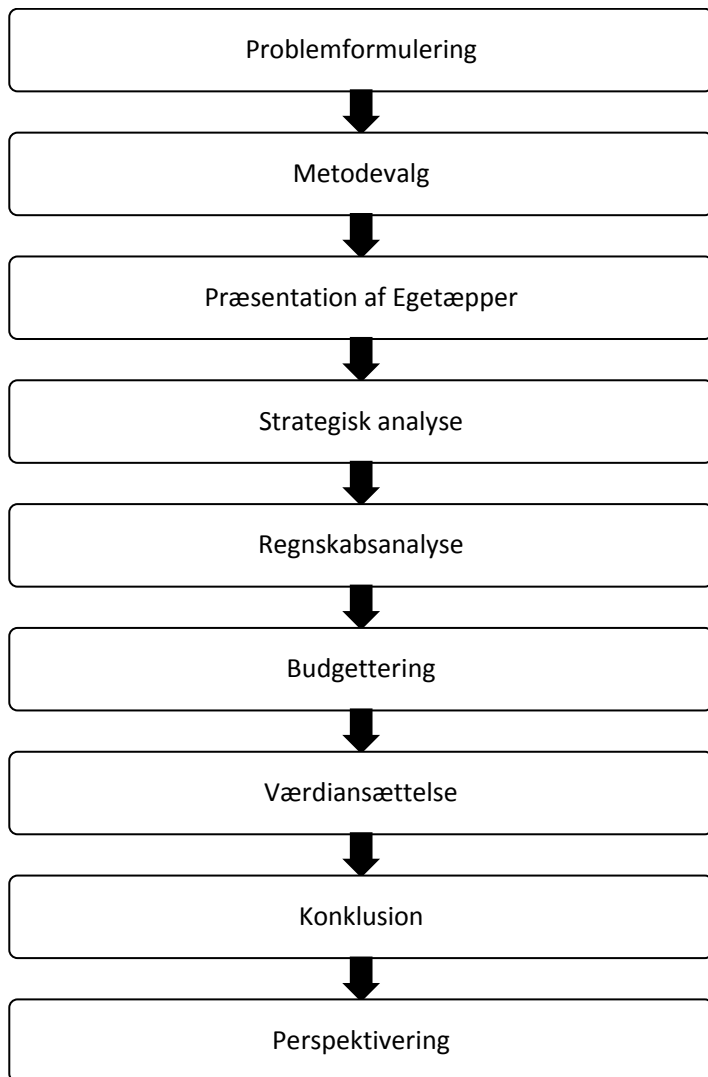 Problemformulering
Metodevalg
Præsentation af Egetæpper
Strategisk analyse
Regnskabsanalyse
Budgettering
Værdiansættelse
Konklusion
Perspektivering